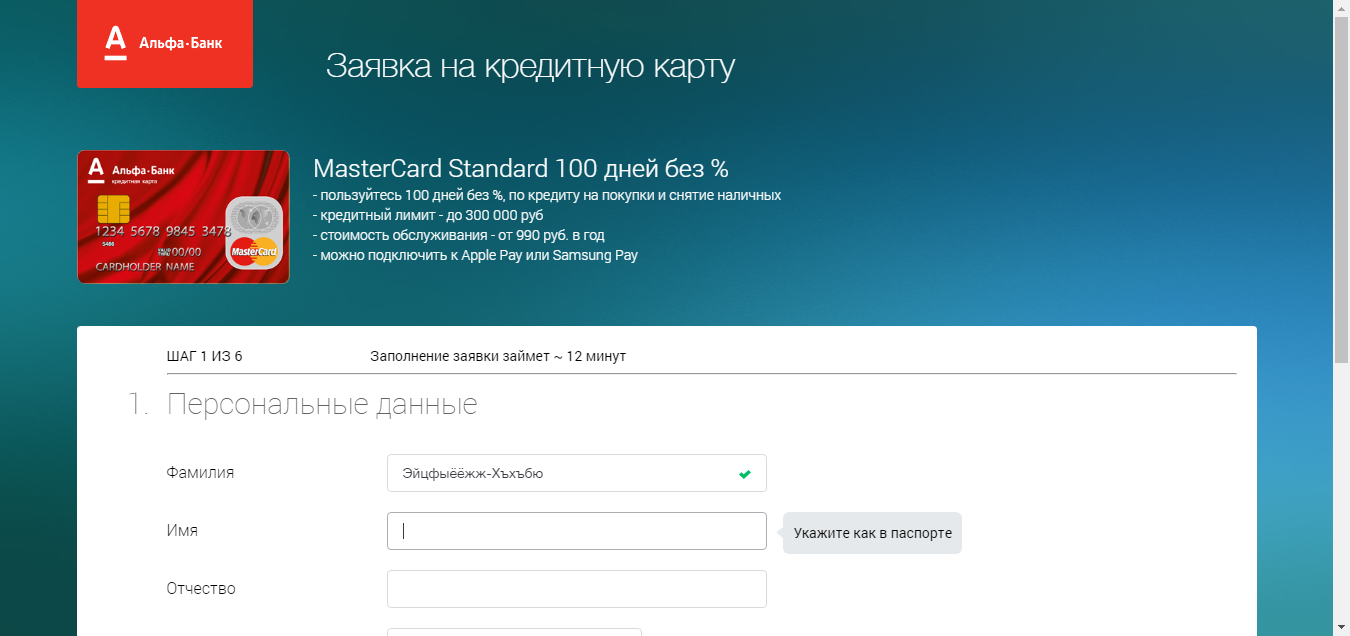 Альфа·Банк
Заявка на кредитную карту
Альфа·Банк
кредитная карта
1234 5678 9845 3478
5486
00/00
MasterCard
CARDHOLDER NAME
MasterCard Standard 100 дней без %
- пользуйтесь 100 дней без %, по кредиту на покупки и снятие наличных
- кредитный лимит - до 300 000 руб
- стоимость обслуживания - от 990 руб. в год
- можно подключить к Apple Pay или Samsung Pay
ШАГ 1 ИЗ 6 Заполнение заявки займет ~ 12 минут
1. Персональные данные
Фамилия Эйцфыёёжж-Хъхъбю
Имя Укажите как в паспорте
Отчество